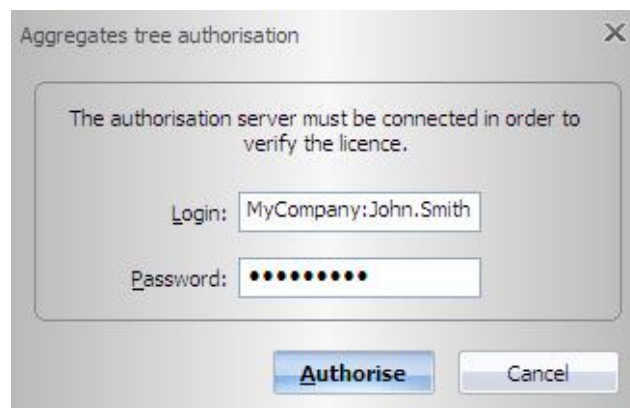 Aggregates tree authorisation
The authorisation server must be connected in order to
verify the licence.
Login: MyCompany:John.Smith
Password: •••••••••
Authorise Cancel